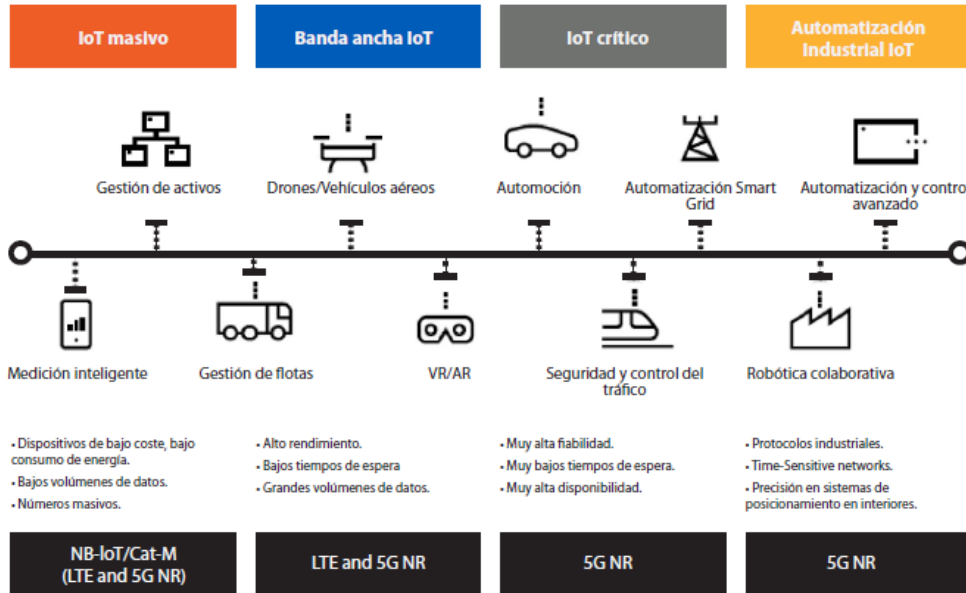 IoT masivo
Banda ancha IoT
IoT crítico
Automatización
Industrial IoT
Gestión de activos
Drones/Vehículos aéreos
Automoción
Automatización Smart
Grid
Automatización y contro
avanzado
Medición inteligente
Gestión de flotas
VR/AR
Seguridad y control del
tráfico
Robótica colaborativa
• Dispositivos de bajo coste, bajo
consumo de energía.
• Bajos volúmenes de datos.
• Números masivos.
• Alto rendimiento.
• Bajos tiempos de espera
• Grandes volúmenes de datos.
• Muy alta fiabilidad.
• Muy bajos tiempos de espera.
• Muy alta disponibilidad.
• Protocolos industriales.
• Time-Sensitive networks.
• Precisión en sistemas de
posicionamiento en interiores.
NB-IoT/Cat-M
(LTE and 5G NR)
LTE and 5G NR
5G NR
5G NR